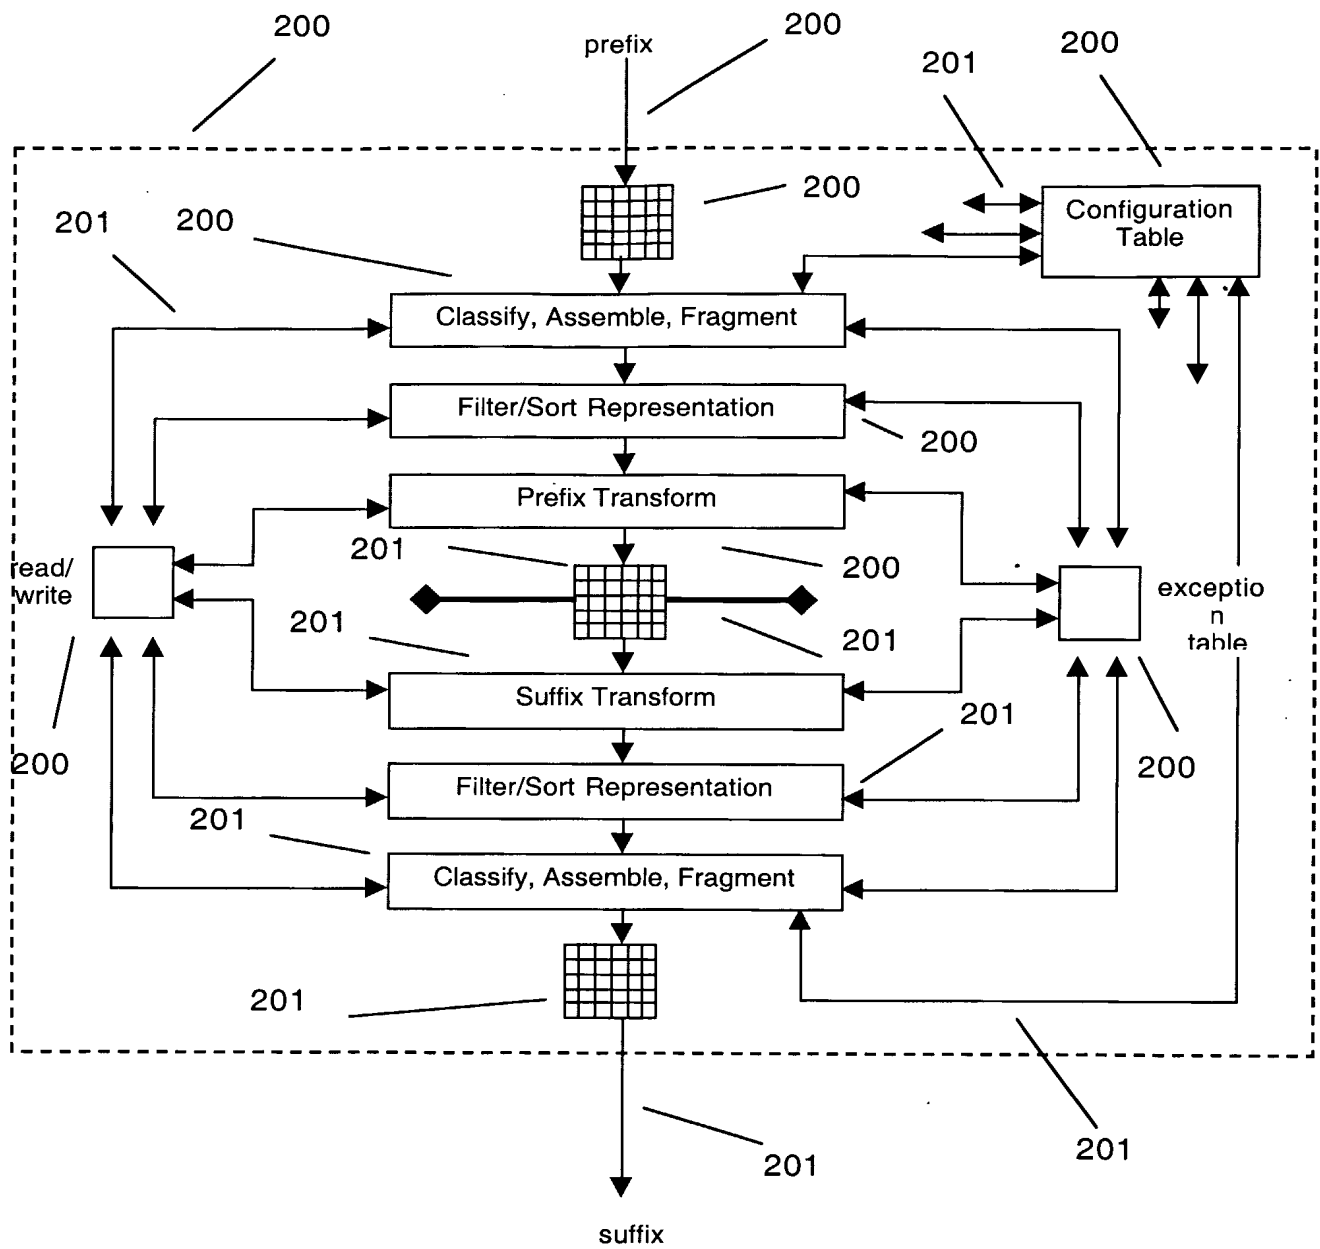 200
prefix
200
201
200
200
Configuration
Table
201
200
Classify, Assemble, Fragment
Filter/Sort Representation
200
Prefix Transform
201
200
read/
write
exceptio
n
table
201
201
Suffix Transform
201
200
200
Filter/Sort Representation
201
Classify, Assemble, Fragment
201
201
201
suffix